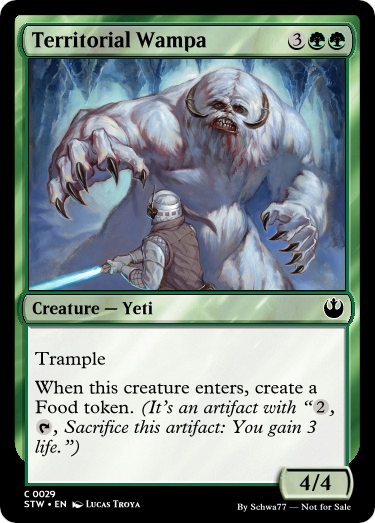 Territorial Wampa 3
Creature — Yeti
Trample
When this creature enters, create a
Food token. (It's an artifact with “2,
, Sacrifice this artifact: You gain 3
life.”)
4/4
C 0029
STW • EN Lucas Troya
By Schwa77 — Not for Sale